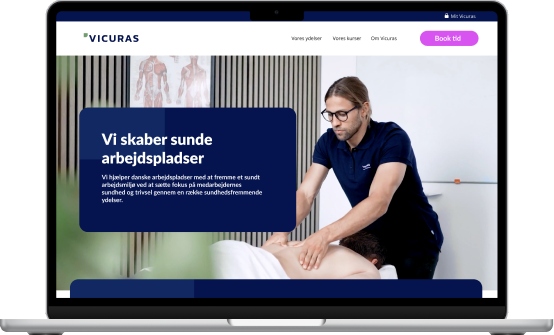 Mit Vicuras
VICURAS
Vores ydelser Vores kurser Om Vicuras Book tid
Vi skaber sunde
arbejdspladser
Vi hjælper danske arbejdspladser med at fremme et sundt
arbejdsmiljø ved at sætte fokus på medarbejdernes
sundhed og trivsel gennem en række sundhedsfremmende
ydelser.